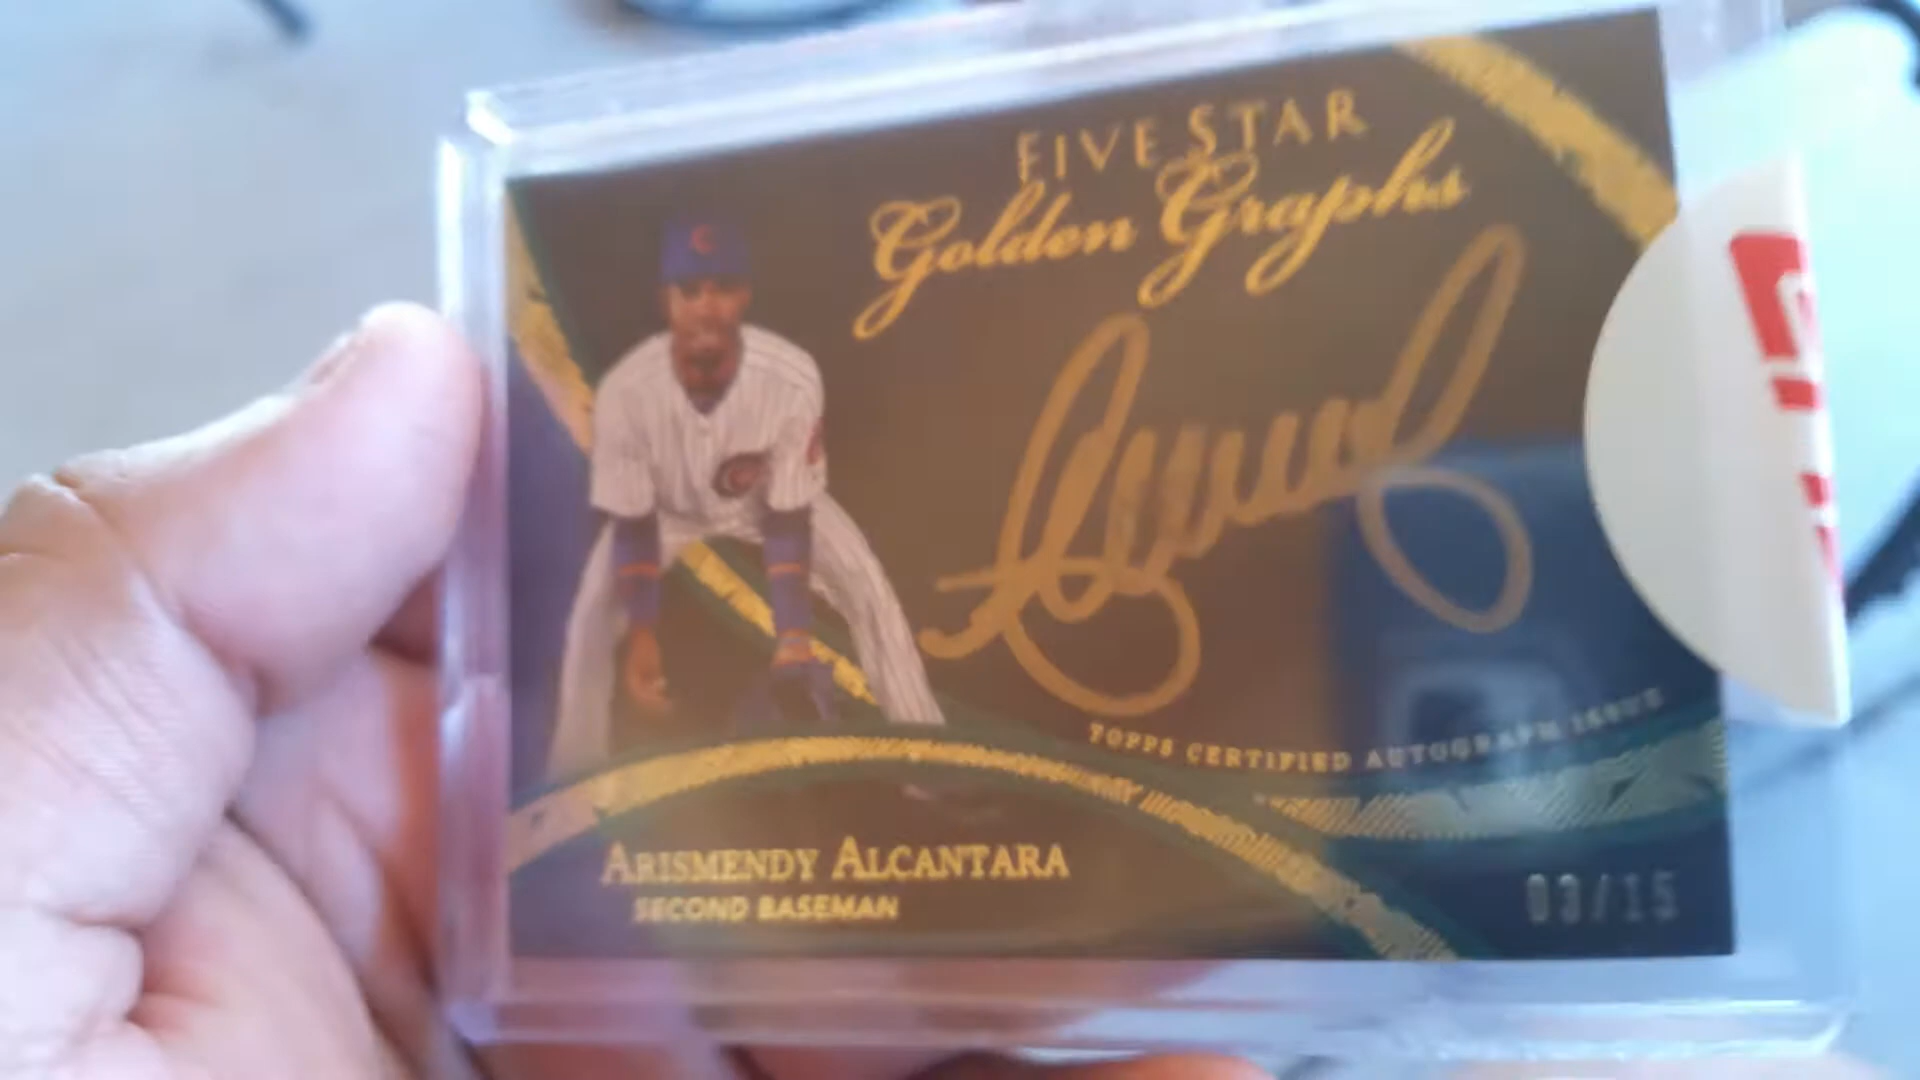 FIVE STAR
Golden Graphs
TOPPS CERTIFIED AUTOGRAPH ISSUE
ARISMENDY ALCANTARA
SECOND BASEMAN
03/15